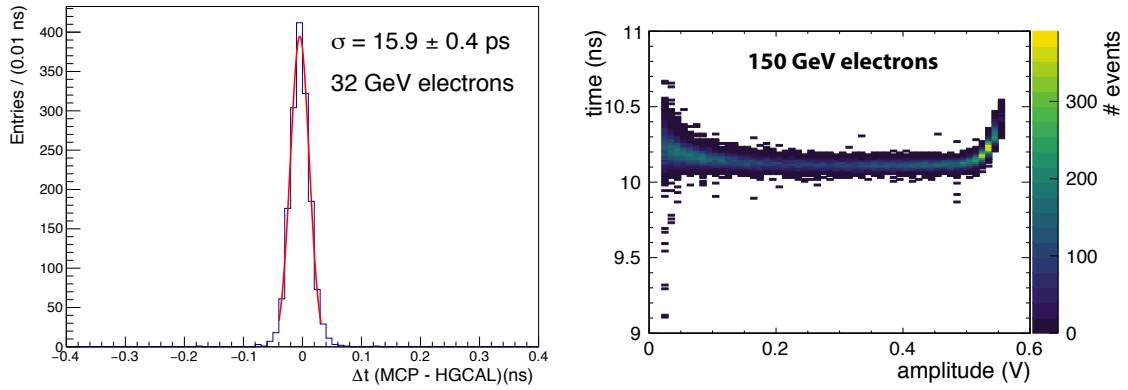 Entries / (0.01 ns)
400
350
300
250
200
150
100
50
0
σ = 15.9 ± 0.4 ps
32 GeV electrons
−0.4 −0.3 −0.2 −0.1 0 0.1 0.2 0.3 0.4
Δt (MCP - HGCAL)(ns)
time (ns)
11
10.5
10
9.5
9
150 GeV electrons
0 0.2 0.4 0.6
amplitude (V)
# events
300
200
100
0